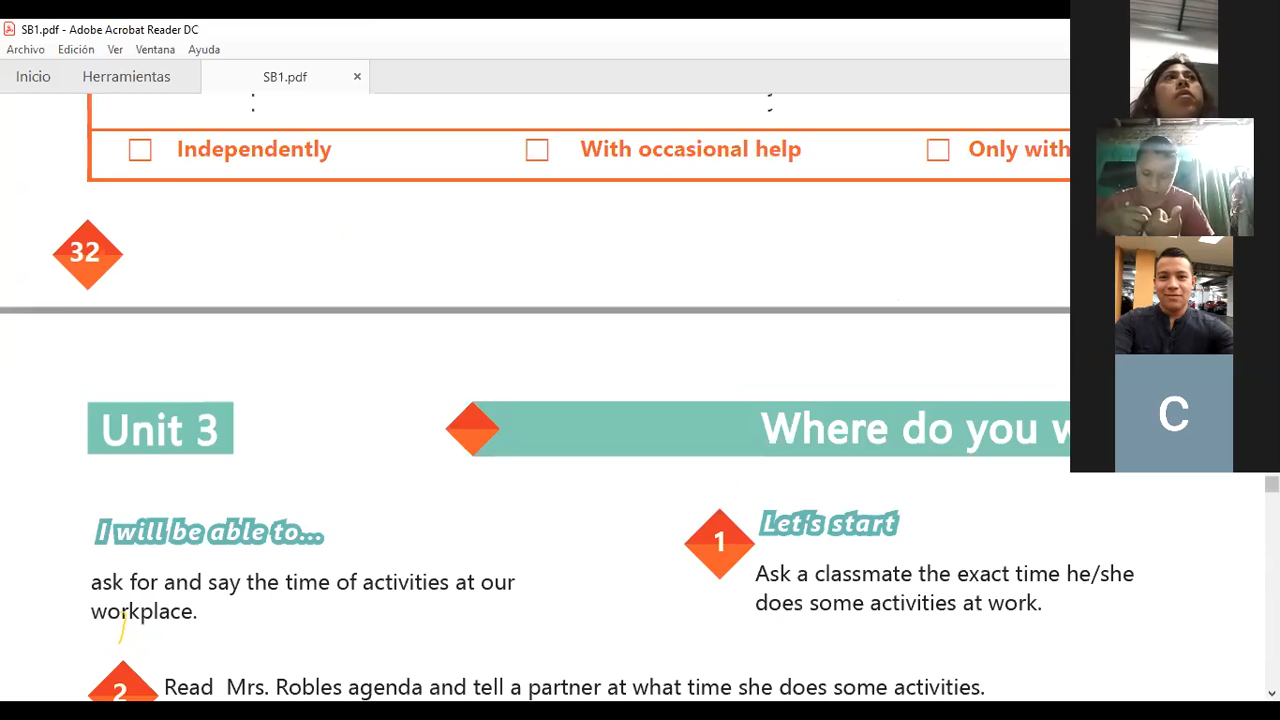 SB1.pdf - Adobe Acrobat Reader DC
Archivo Edición Ver Ventana Ayuda
Inicio Herramientas SB1.pdf ×
Independently With occasional help Only with
32
Unit 3 Where do you
I will be able to... 1 Let's start
ask for and say the time of activities at our
workplace.
Ask a classmate the exact time he/she
does some activities at work.
2 Read Mrs. Robles agenda and tell a partner at what time she does some activities.
C